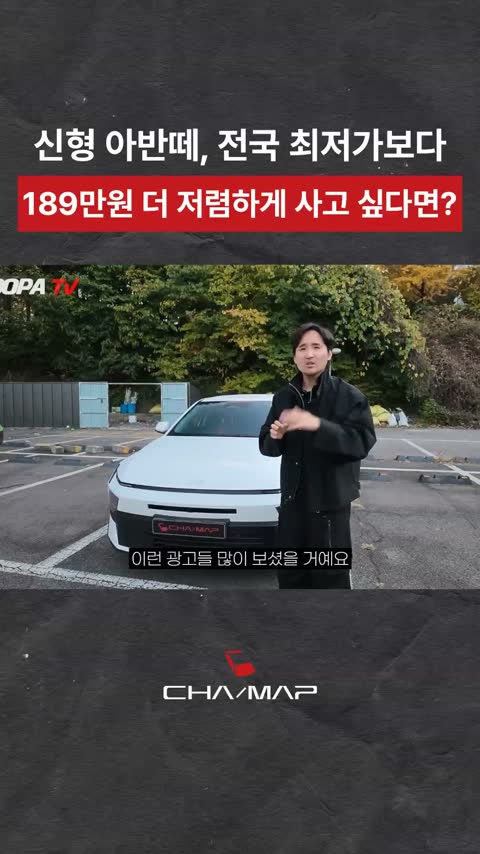 신형 아반떼, 전국 최저가보다
189만원 더 저렴하게 사고 싶다면?
OOPA TV
CHA/MAP
이런 광고들 많이 보셨을 거예요
CHA/MAP